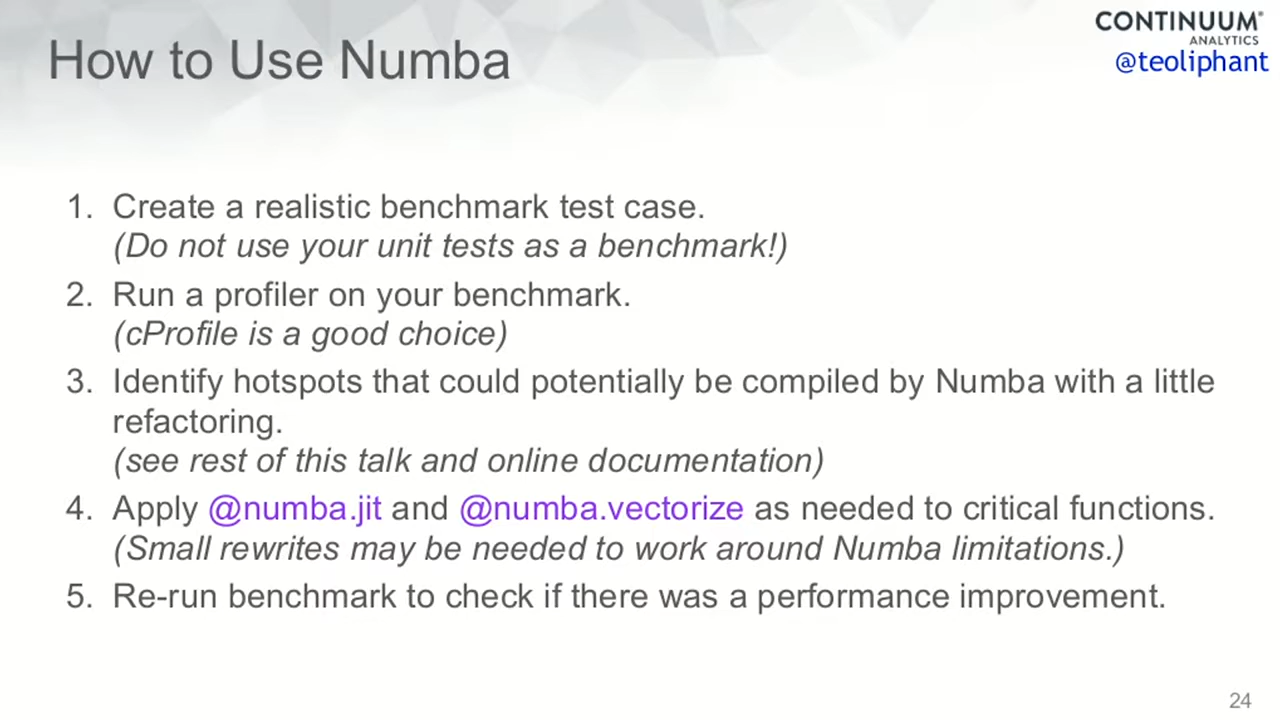 CONTINUUM®
ANALYTICS
@teoliphant
How to Use Numba
1. Create a realistic benchmark test case.
(Do not use your unit tests as a benchmark!)
2. Run a profiler on your benchmark.
(cProfile is a good choice)
3. Identify hotspots that could potentially be compiled by Numba with a little
refactoring.
(see rest of this talk and online documentation)
4. Apply @numba.jit and @numba.vectorize as needed to critical functions.
(Small rewrites may be needed to work around Numba limitations.)
5. Re-run benchmark to check if there was a performance improvement.
24